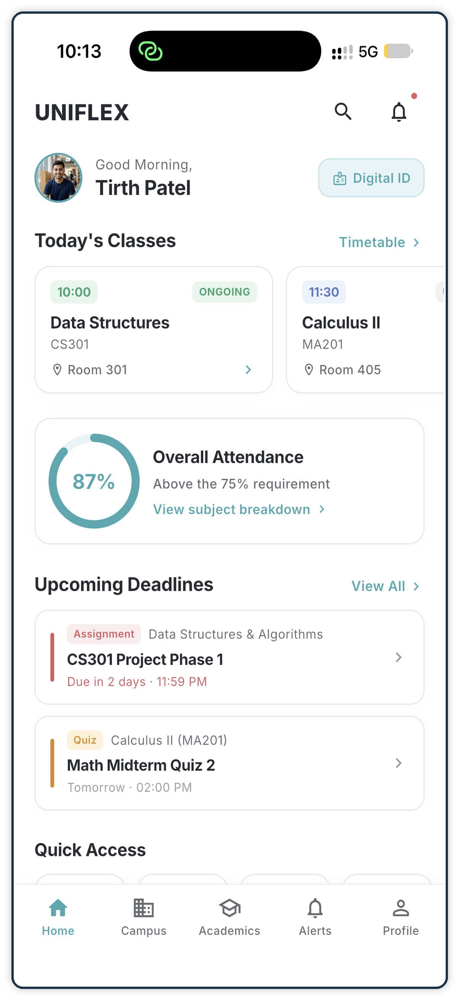 10:13
5G
UNIFLEX
Good Morning,
Tirth Patel
Digital ID
Today's Classes
Timetable
10:00
ONGOING
Data Structures
CS301
Room 301
11:30
Calculus II
MA201
Room 405
87%
Overall Attendance
Above the 75% requirement
View subject breakdown
Upcoming Deadlines
View All
Assignment
Data Structures & Algorithms
CS301 Project Phase 1
Due in 2 days · 11:59 PM
Quiz
Calculus II (MA201)
Math Midterm Quiz 2
Tomorrow · 02:00 PM
Quick Access
Home
Campus
Academics
Alerts
Profile